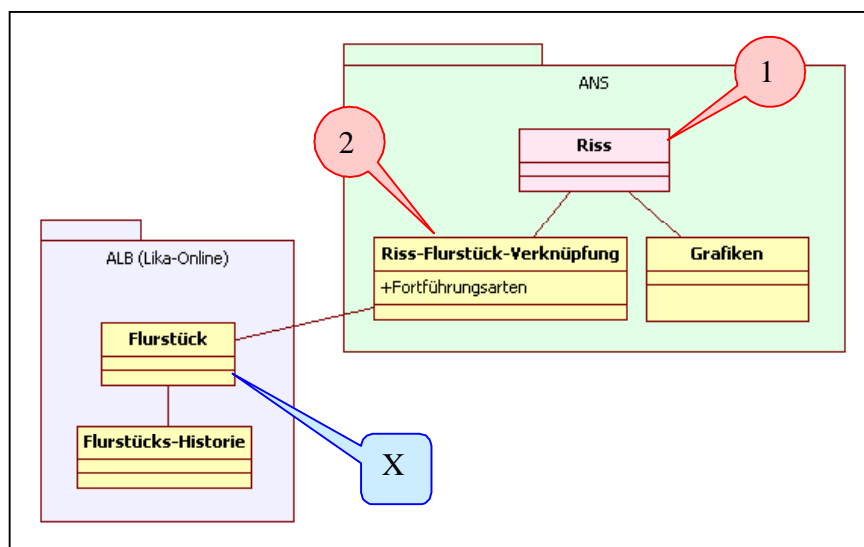 1
ANS
2
Riss
Riss-Flurstück-Verknüpfung
+Fortführungsarten
Grafiken
ALB (Lika-Online)
Flurstück
Flurstücks-Historie
X